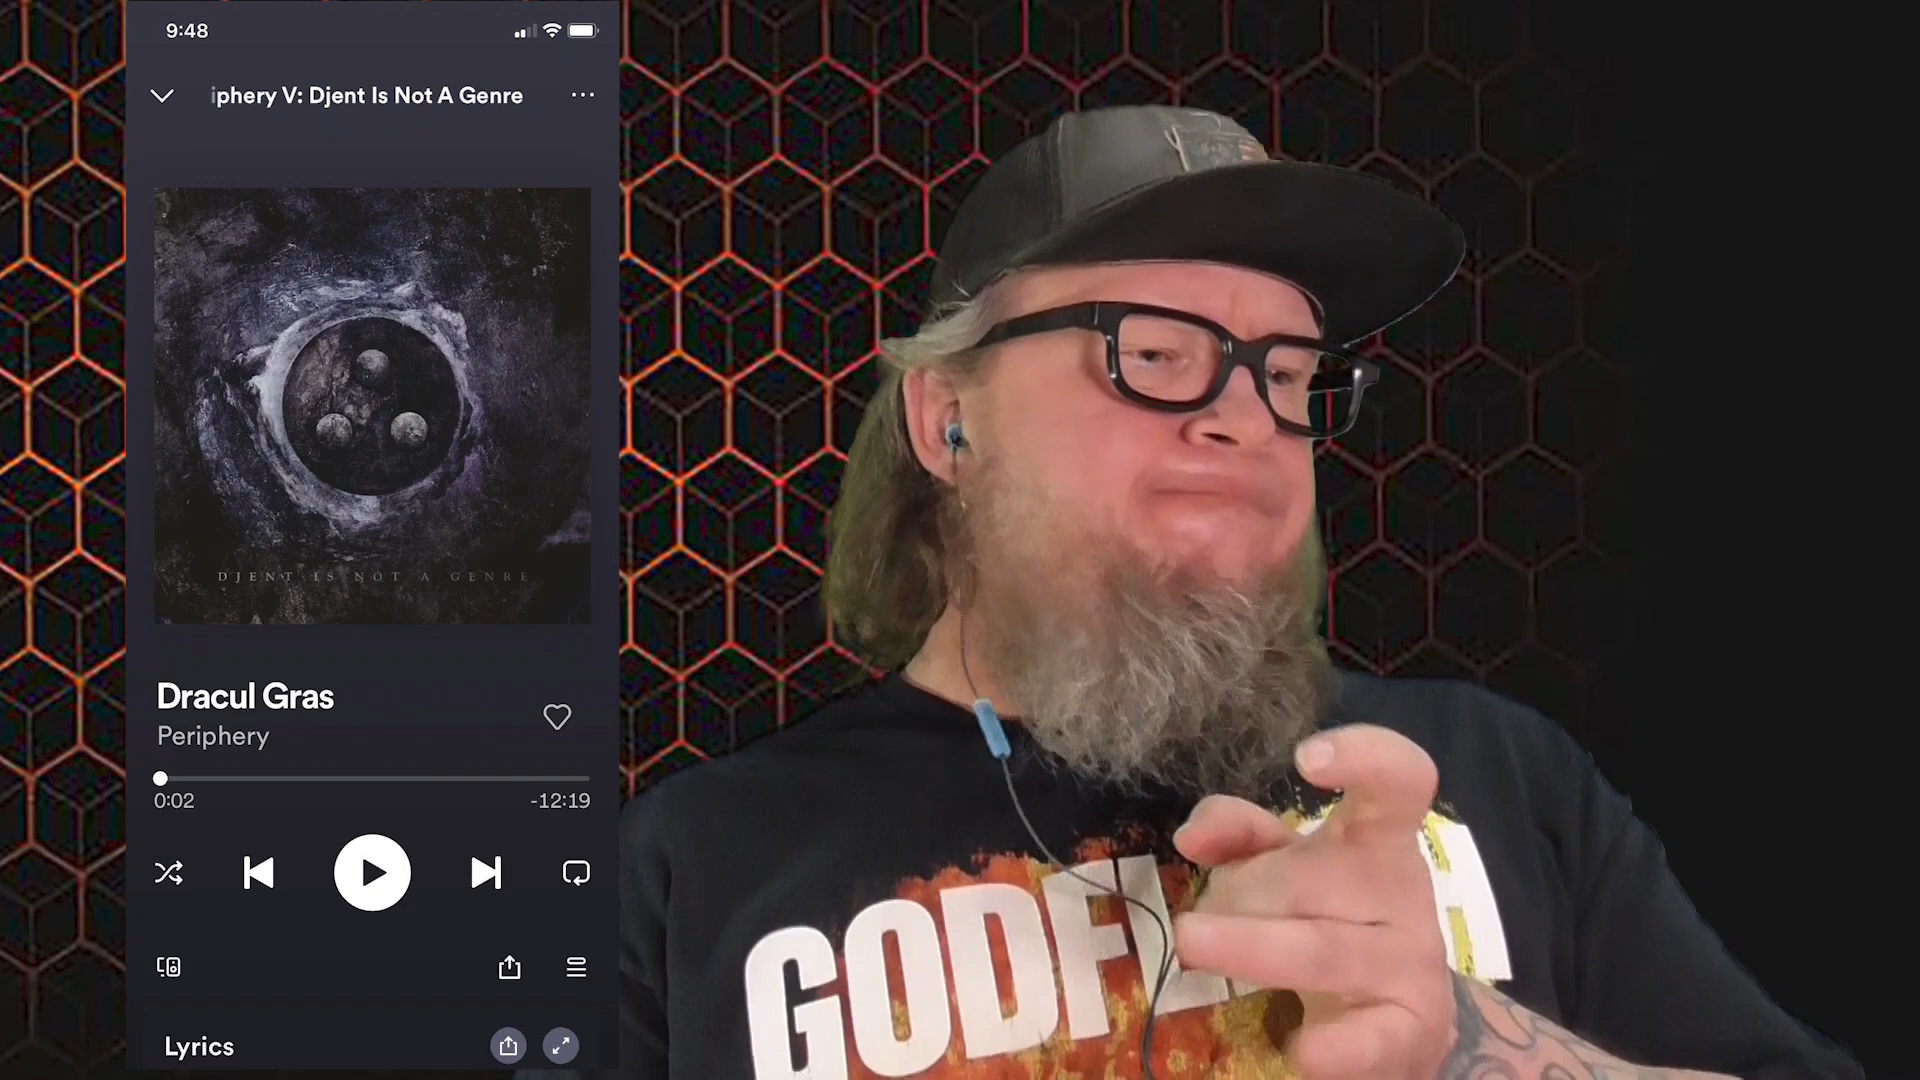 9:48
iphery V: Djent Is Not A Genre
DJENT IS NOT A GENRE
Dracul Gras
Periphery
0:02
-12:19
Lyrics